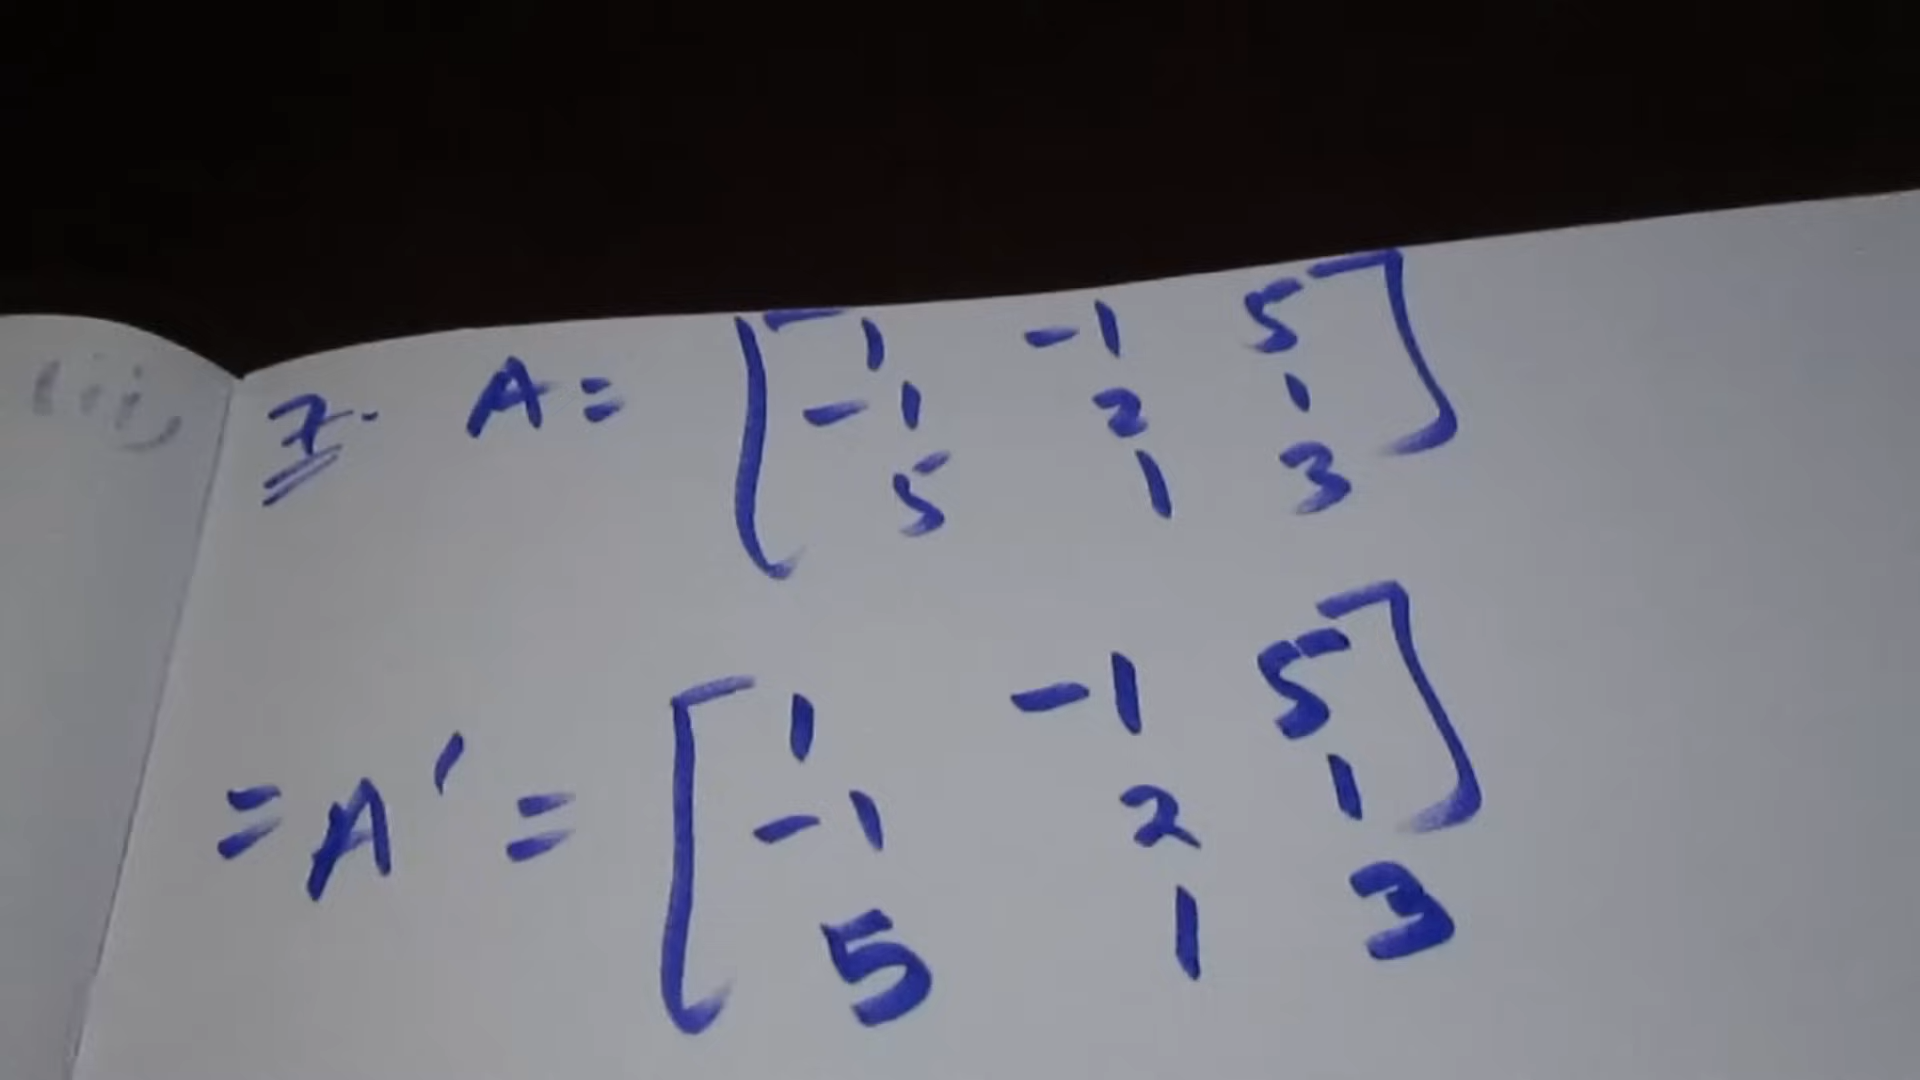 (ii)
7. A = [ 1 -1 5
-1 2 1
5 1 3 ]
= A' = [ 1 -1 5
-1 2 1
5 1 3 ]